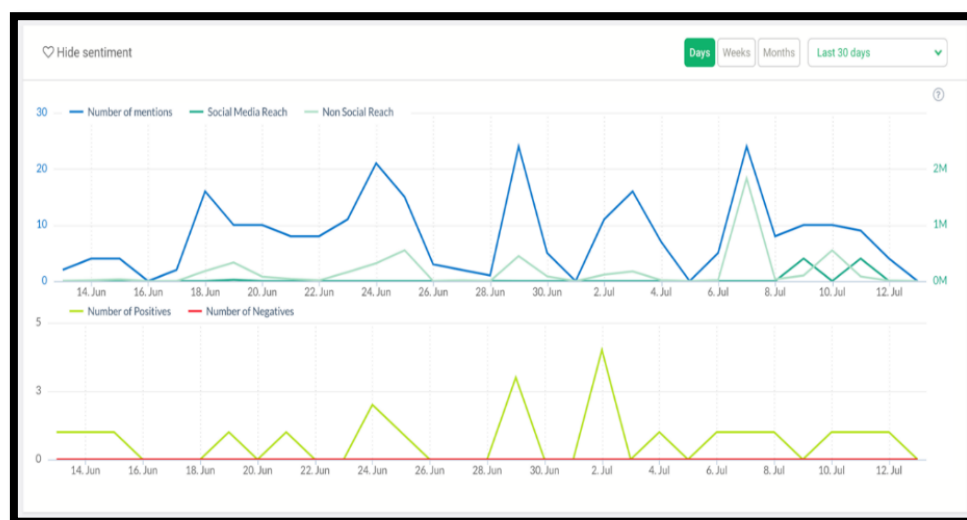 Hide sentiment
Days Weeks Months Last 30 days
?
30 Number of mentions Social Media Reach Non Social Reach
20 2M
10 1M
0 0M
14. Jun 16. Jun 18. Jun 20. Jun 22. Jun 24. Jun 26. Jun 28. Jun 30. Jun 2. Jul 4. Jul 6. Jul 8. Jul 10. Jul 12. Jul
Number of Positives Number of Negatives
5
3
0
14. Jun 16. Jun 18. Jun 20. Jun 22. Jun 24. Jun 26. Jun 28. Jun 30. Jun 2. Jul 4. Jul 6. Jul 8. Jul 10. Jul 12. Jul